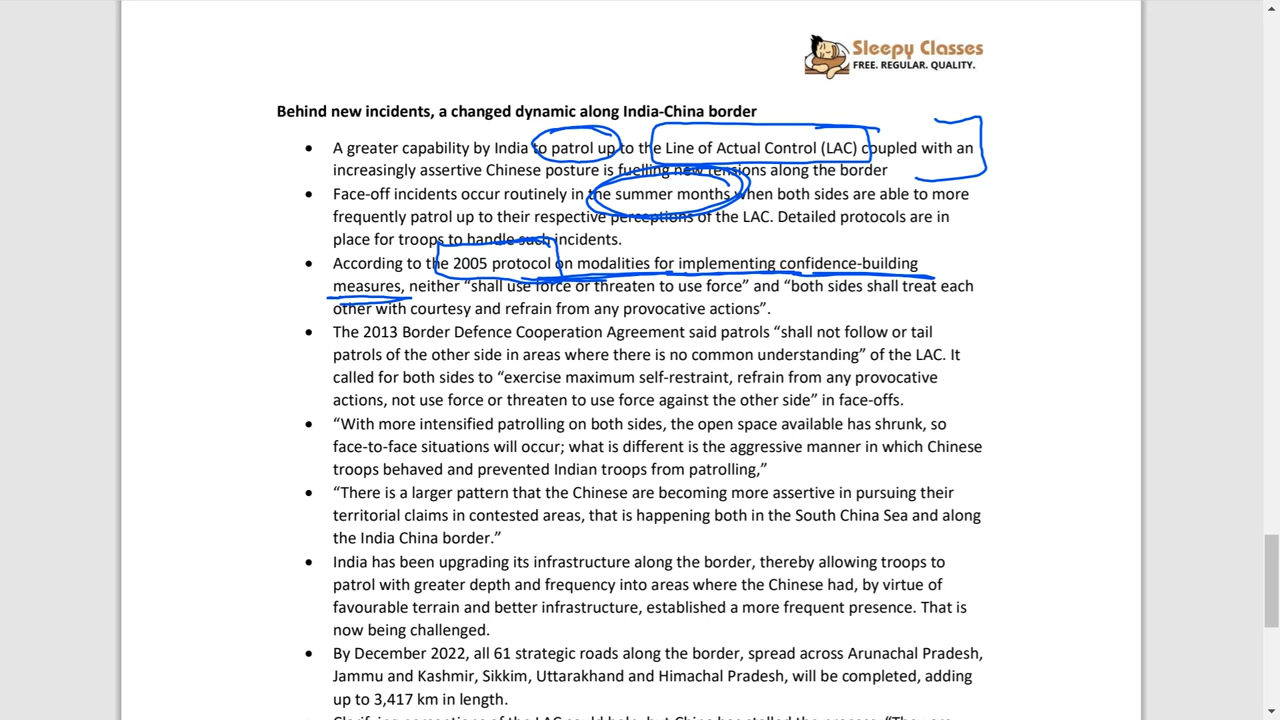 Sleepy Classes
FREE. REGULAR. QUALITY.
Behind new incidents, a changed dynamic along India-China border
• A greater capability by India to patrol up to the Line of Actual Control (LAC) coupled with an
increasingly assertive Chinese posture is fuelling new tensions along the border
• Face-off incidents occur routinely in the summer months when both sides are able to more
frequently patrol up to their respective perceptions of the LAC. Detailed protocols are in
place for troops to handle such incidents.
• According to the 2005 protocol on modalities for implementing confidence-building
measures, neither “shall use force or threaten to use force” and “both sides shall treat each
other with courtesy and refrain from any provocative actions”.
• The 2013 Border Defence Cooperation Agreement said patrols “shall not follow or tail
patrols of the other side in areas where there is no common understanding” of the LAC. It
called for both sides to “exercise maximum self-restraint, refrain from any provocative
actions, not use force or threaten to use force against the other side” in face-offs.
• “With more intensified patrolling on both sides, the open space available has shrunk, so
face-to-face situations will occur; what is different is the aggressive manner in which Chinese
troops behaved and prevented Indian troops from patrolling,”
• “There is a larger pattern that the Chinese are becoming more assertive in pursuing their
territorial claims in contested areas, that is happening both in the South China Sea and along
the India China border.”
• India has been upgrading its infrastructure along the border, thereby allowing troops to
patrol with greater depth and frequency into areas where the Chinese had, by virtue of
favourable terrain and better infrastructure, established a more frequent presence. That is
now being challenged.
• By December 2022, all 61 strategic roads along the border, spread across Arunachal Pradesh,
Jammu and Kashmir, Sikkim, Uttarakhand and Himachal Pradesh, will be completed, adding
up to 3,417 km in length.
• Clarifying perceptions of the LAC could help, but China has stalled the process. “They are